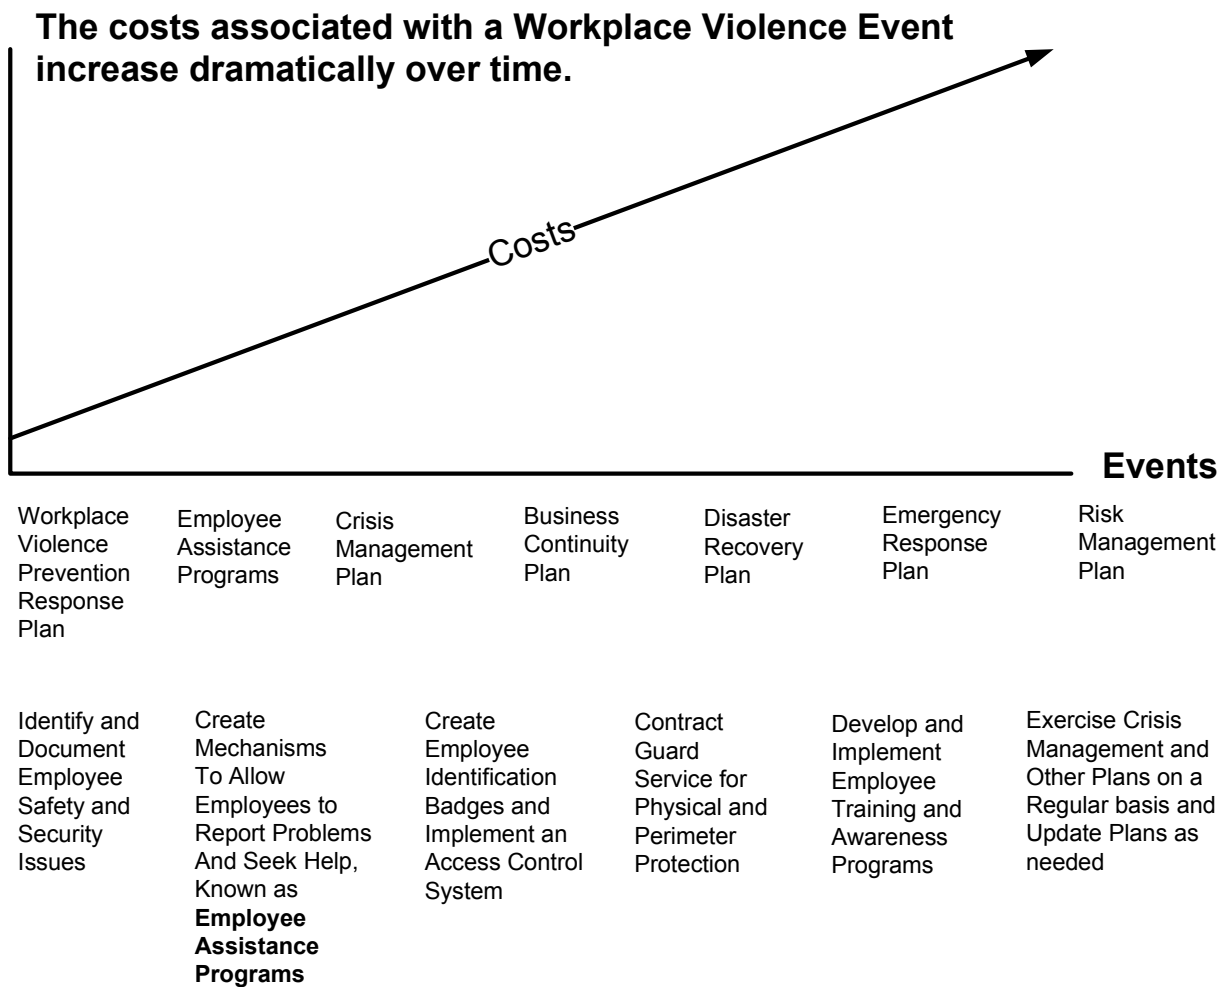 The costs associated with a Workplace Violence Event
increase dramatically over time.
Costs
Events
Workplace
Violence
Prevention
Response
Plan
Employee
Assistance
Programs
Crisis
Management
Plan
Business
Continuity
Plan
Disaster
Recovery
Plan
Emergency
Response
Plan
Risk
Management
Plan
Identify and
Document
Employee
Safety and
Security
Issues
Create
Mechanisms
To Allow
Employees to
Report Problems
And Seek Help,
Known as
Employee
Assistance
Programs
Create
Employee
Identification
Badges and
Implement an
Access Control
System
Contract
Guard
Service for
Physical and
Perimeter
Protection
Develop and
Implement
Employee
Training and
Awareness
Programs
Exercise Crisis
Management and
Other Plans on a
Regular basis and
Update Plans as
needed